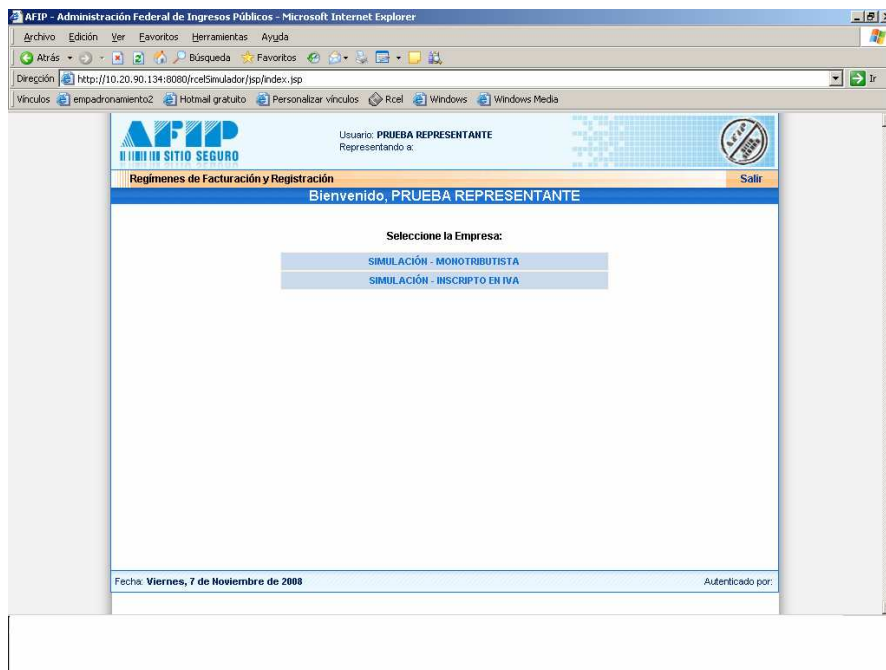 AFIP - Administración Federal de Ingresos Públicos - Microsoft Internet Explorer
Archivo Edición Ver Favoritos Herramientas Ayuda
Atrás Búsqueda Favoritos
Dirección http://10.20.90.134:8080/rcelSimulador/jsp/index.jsp Ir
Vínculos empadronamiento2 Hotmail gratuito Personalizar vínculos Rcel Windows Windows Media
AFIP
SITIO SEGURO
Usuario: PRUEBA REPRESENTANTE
Representando a:
Regímenes de Facturación y Registración Salir
Bienvenido, PRUEBA REPRESENTANTE
Seleccione la Empresa:
SIMULACIÓN - MONOTRIBUTISTA
SIMULACIÓN - INSCRIPTO EN IVA
Fecha: Viernes, 7 de Noviembre de 2008 Autenticado por: